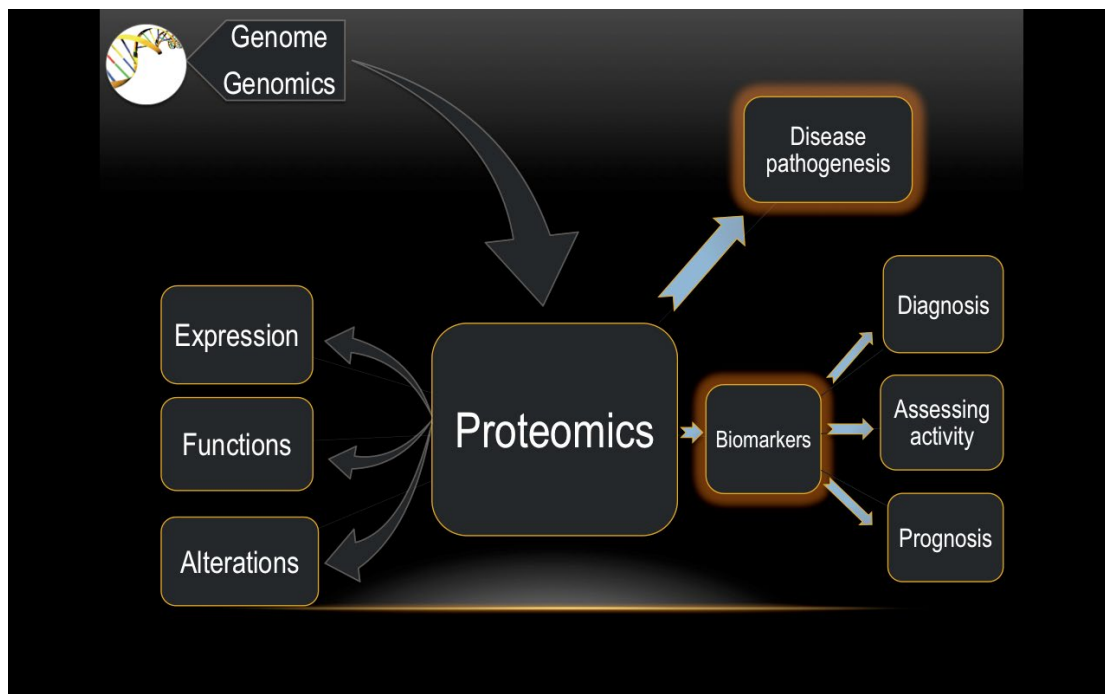 Genome
Genomics
Disease
pathogenesis
Expression
Functions
Alterations
Proteomics
Biomarkers
Diagnosis
Assessing
activity
Prognosis